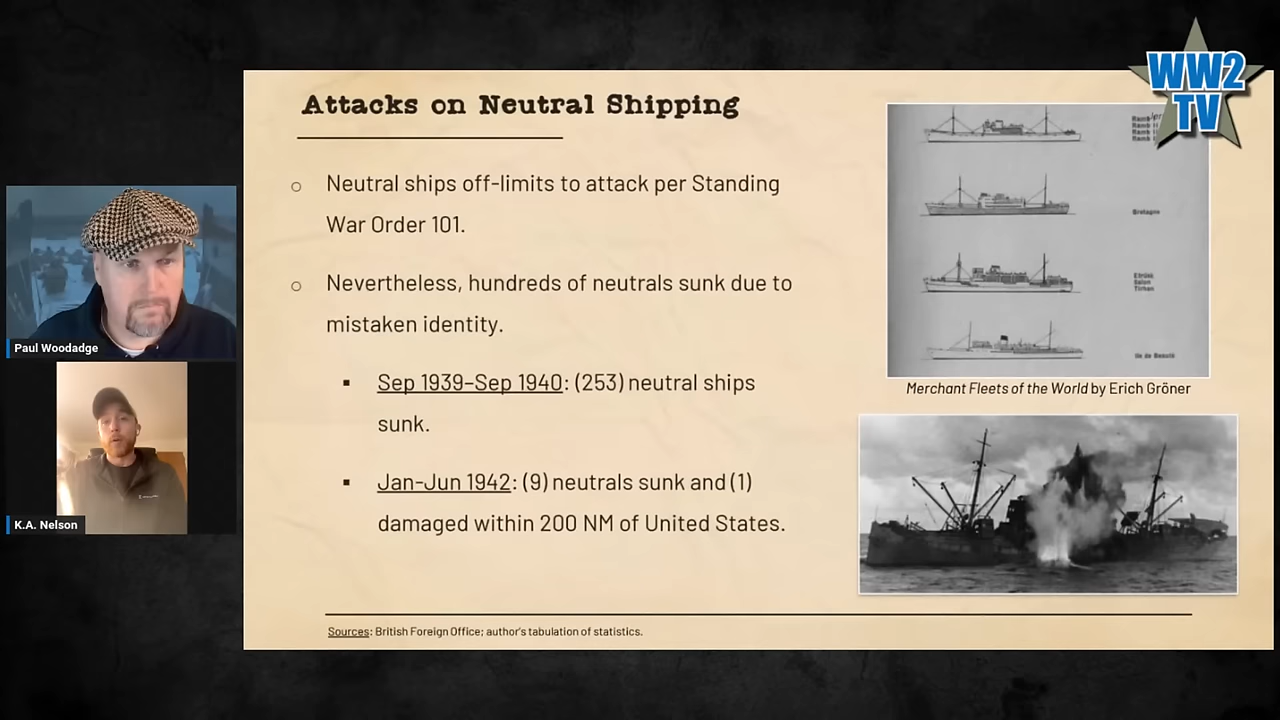 WW2
TV
Attacks on Neutral Shipping
○ Neutral ships off-limits to attack per Standing
War Order 101.
○ Nevertheless, hundreds of neutrals sunk due to
mistaken identity.
▪ Sep 1939–Sep 1940: (253) neutral ships
sunk.
▪ Jan-Jun 1942: (9) neutrals sunk and (1)
damaged within 200 NM of United States.
Sources: British Foreign Office; author's tabulation of statistics.
Bretagne
Ile de Beauté
Merchant Fleets of the World by Erich Gröner
Paul Woodadge
K.A. Nelson